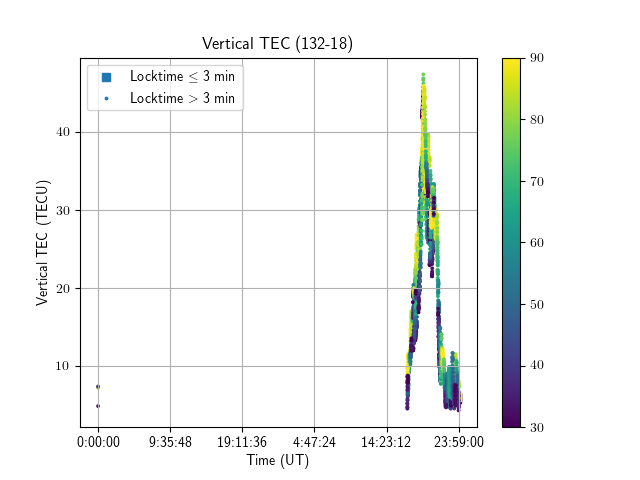 Vertical TEC (132-18)
Locktime ≤ 3 min
Locktime > 3 min
90
80
70
60
50
40
30
40
30
20
10
Vertical TEC (TECU)
0:00:00 9:35:48 19:11:36 4:47:24 14:23:12 23:59:00
Time (UT)